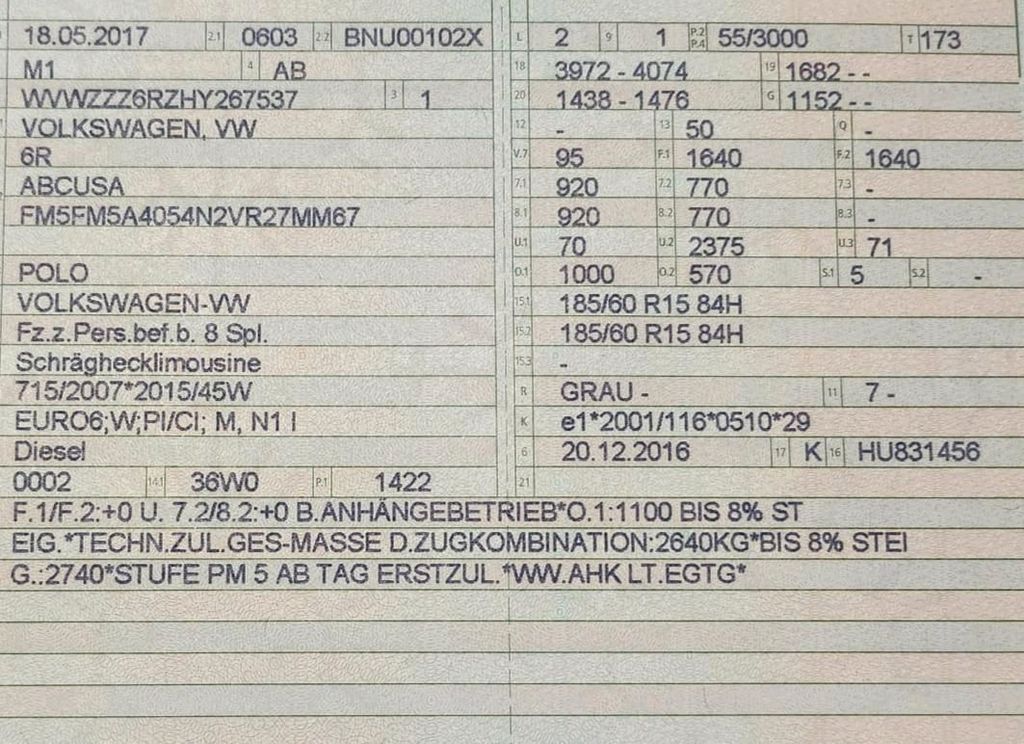 18.05.2017 2.1 0603 2.2 BNU00102X
M1 4 AB
WVWZZZ6RZHY267537 3 1
VOLKSWAGEN, VW
6R
ABCUSA
FM5FM5A4054N2VR27MM67
POLO
VOLKSWAGEN-VW
Fz.z.Pers.bef.b. 8 Spl.
Schräghecklimousine
715/2007*2015/45W
EURO6;W;PI/CI; M, N1 I
Diesel
0002 14.1 36W0 P.1 1422
L 2 9 1 P.2 P.4 55/3000 T 173
18 3972 - 4074 19 1682 - -
20 1438 - 1476 G 1152 - -
12 - 13 50 Q -
V.7 95 F.1 1640 F.2 1640
7.1 920 7.2 770 7.3 -
8.1 920 8.2 770 8.3 -
U.1 70 U.2 2375 U.3 71
O.1 1000 O.2 570 S.1 5 S.2 -
15.1 185/60 R15 84H
15.2 185/60 R15 84H
15.3 -
R GRAU - 11 7 -
K e1*2001/116*0510*29
6 20.12.2016 17 K 16 HU831456
21
F.1/F.2:+0 U. 7.2/8.2:+0 B.ANHÄNGEBETRIEB*O.1:1100 BIS 8% ST
EIG.*TECHN.ZUL.GES-MASSE D.ZUGKOMBINATION:2640KG*BIS 8% STEI
G.:2740*STUFE PM 5 AB TAG ERSTZUL.*WW.AHK LT.EGTG*